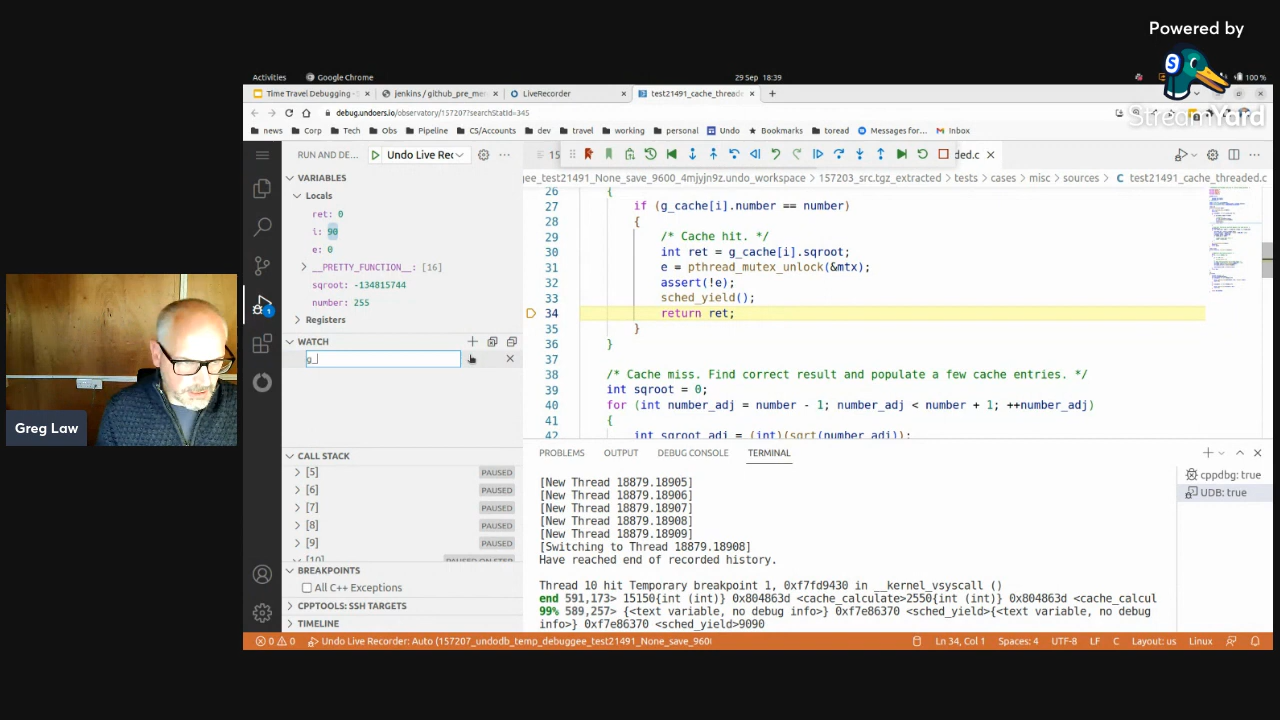 Powered by
StreamYard
Activities
Google Chrome
29 Sep 18:39
100 %
Time Travel Debugging -
jenkins / github_pre_me
LiveRecorder
test21491_cache_threade
debug.undoers.io/observatory/157207?searchStatId=345
news
Corp
Tech
Obs
Pipeline
CS/Accounts
dev
travel
working
personal
Undo
Bookmarks
toread
Messages for...
Inbox
RUN AND DE...
Undo Live Rec
15
ded.c
VARIABLES
Locals
ret: 0
i: 90
e: 0
__PRETTY_FUNCTION__: [16]
sqroot: -134815744
number: 255
Registers
WATCH
g_
CALL STACK
[5] PAUSED
[6] PAUSED
[7] PAUSED
[8] PAUSED
[9] PAUSED
[10] PAUSED ON STEP
BREAKPOINTS
All C++ Exceptions
CPPTOOLS: SSH TARGETS
TIMELINE
gee_test21491_None_save_9600_4mjyjn9z.undo_workspace > 157203_src.tgz_extracted > tests > cases > misc > sources > C test21491_cache_threaded.c
26 {
27 if (g_cache[i].number == number)
28 {
29 /* Cache hit. */
30 int ret = g_cache[i].sqroot;
31 e = pthread_mutex_unlock(&mtx);
32 assert(!e);
33 sched_yield();
34 return ret;
35 }
36 }
37
38 /* Cache miss. Find correct result and populate a few cache entries. */
39 int sqroot = 0;
40 for (int number_adj = number - 1; number_adj < number + 1; ++number_adj)
41 {
42 int sqroot_adj = (int)(sqrt(number_adj));
PROBLEMS
OUTPUT
DEBUG CONSOLE
TERMINAL
cppdbg: true
UDB: true
[New Thread 18879.18905]
[New Thread 18879.18906]
[New Thread 18879.18907]
[New Thread 18879.18908]
[New Thread 18879.18909]
[Switching to Thread 18879.18908]
Have reached end of recorded history.
Thread 10 hit Temporary breakpoint 1, 0xf7fd9430 in __kernel_vsyscall ()
end 591,173> 15150{int (int)} 0x804863d <cache_calculate>2550{int (int)} 0x804863d <cache_calcul
99% 589,257> {<text variable, no debug info>} 0xf7e86370 <sched_yield>{<text variable, no debug
info>} 0xf7e86370 <sched_yield>9090
0 0
Undo Live Recorder: Auto (157207_undodb_temp_debuggee_test21491_None_save_960
Ln 34, Col 1
Spaces: 4
UTF-8
LF
C
Layout: us
Linux
1
Greg Law